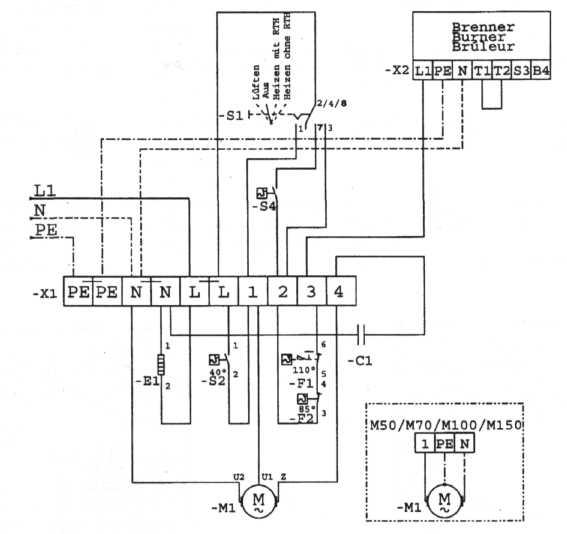 Brenner
Burner
Brûleur
-X2 L1 PE N T1 T2 S3 B4
Lüften
Aus
Heizen mit RTH
Heizen ohne RTH
-S1
2/4/8
1 7 3
L1
N
PE
-S4
-X1 PE PE N N L L 1 2 3 4
-C1
1
-E1
2
1
40°
-S2
2
6
110°
-F1
5
4
85°
-F2
3
U2 U1 Z
-M1 M ~
M50/M70/M100/M150
1 PE N
-M1 M ~